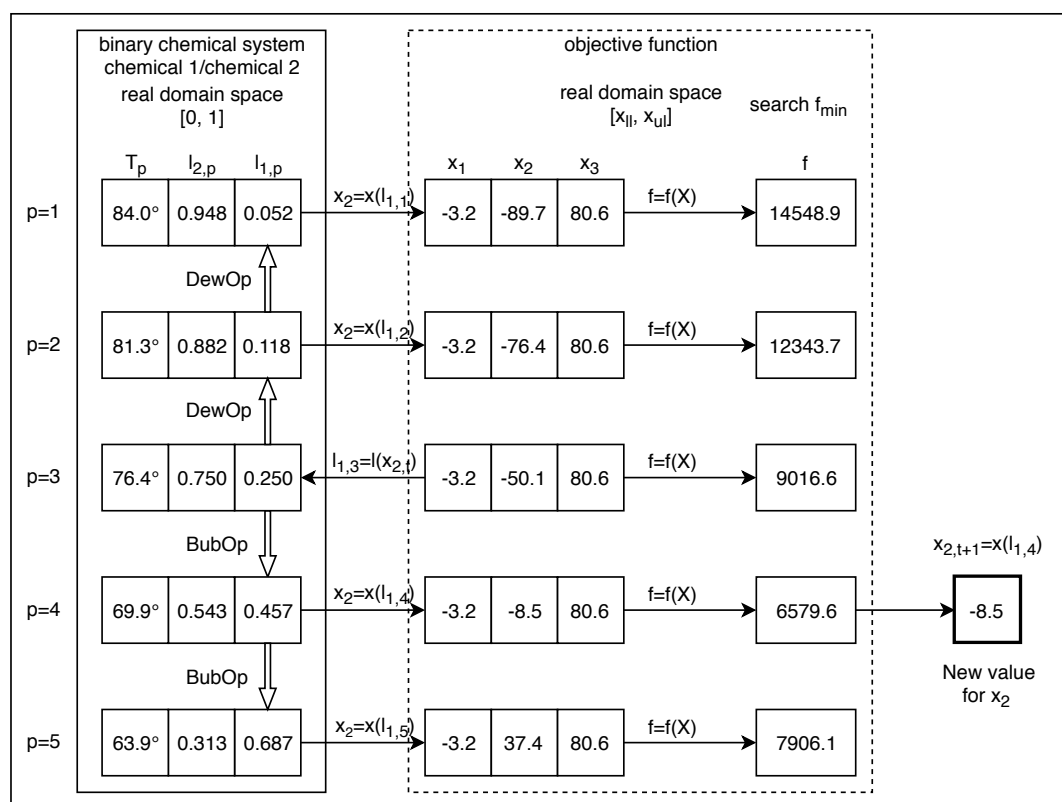 binary chemical system
chemical 1/chemical 2
real domain space
[0, 1]
objective function
real domain space
[x_ll, x_ul]
search f_min
T_p l_2,p l_1,p
x_1 x_2 x_3
f
p=1
84.0° 0.948 0.052
x_2=x(l_1,1)
-3.2 -89.7 80.6
f=f(X)
14548.9
DewOp
p=2
81.3° 0.882 0.118
x_2=x(l_1,2)
-3.2 -76.4 80.6
f=f(X)
12343.7
DewOp
p=3
76.4° 0.750 0.250
l_1,3=l(x_2,t)
-3.2 -50.1 80.6
f=f(X)
9016.6
BubOp
x_2,t+1=x(l_1,4)
p=4
69.9° 0.543 0.457
x_2=x(l_1,4)
-3.2 -8.5 80.6
f=f(X)
6579.6
-8.5
BubOp
New value
for x_2
p=5
63.9° 0.313 0.687
x_2=x(l_1,5)
-3.2 37.4 80.6
f=f(X)
7906.1